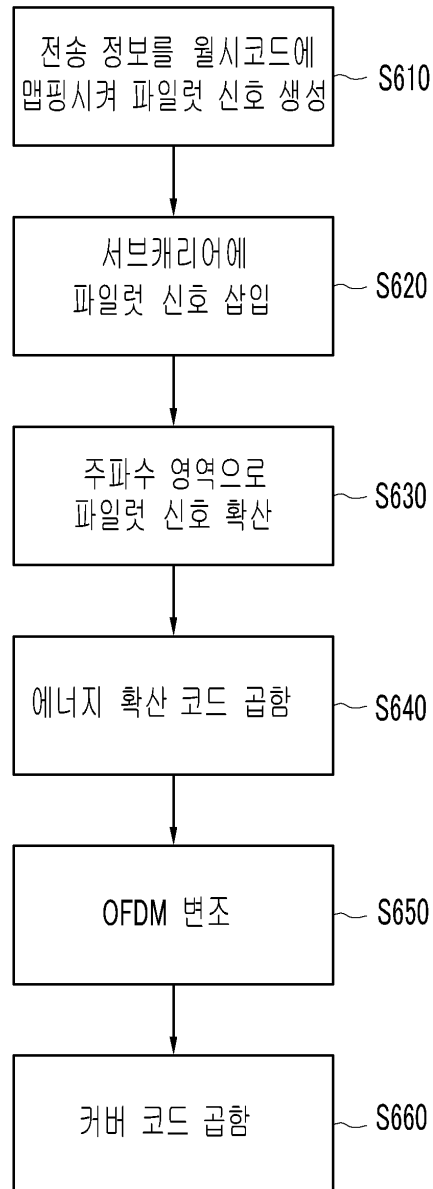 전송 정보를 월시코드에
맵핑시켜 파일럿 신호 생성
S610
서브캐리어에
파일럿 신호 삽입
S620
주파수 영역으로
파일럿 신호 확산
S630
에너지 확산 코드 곱함
S640
OFDM 변조
S650
커버 코드 곱함
S660